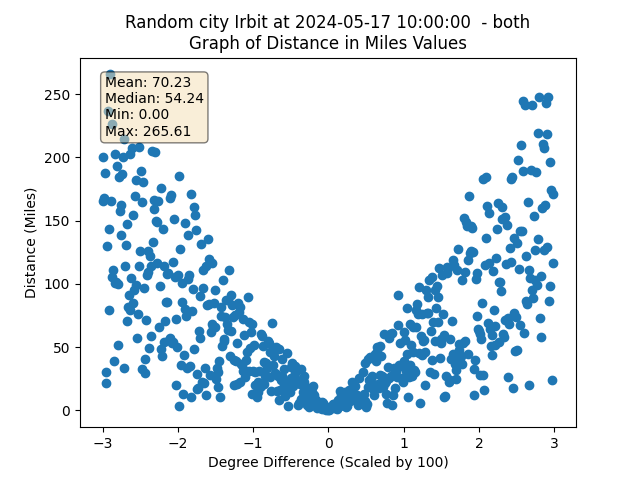 Random city Irbit at 2024-05-17 10:00:00  - both
Graph of Distance in Miles Values
Mean: 70.23
Median: 54.24
Min: 0.00
Max: 265.61
250
200
150
100
50
0
Distance (Miles)
−3 −2 −1 0 1 2 3
Degree Difference (Scaled by 100)